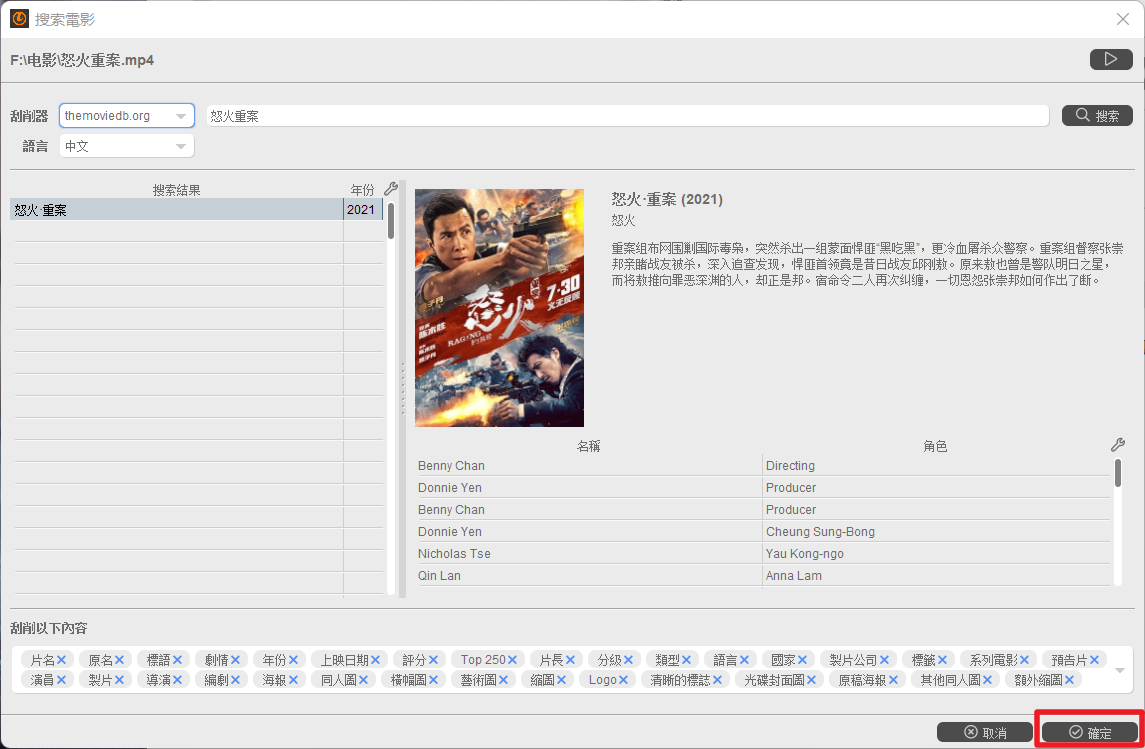 搜索電影
F:\电影\怒火重案.mp4
刮削器 themoviedb.org 怒火重案 搜索
語言 中文
搜索結果 年份
怒火·重案 2021
怒火
重案
7·30
RAGING
怒火·重案 (2021)
怒火
重案组布网围剿国际毒枭，突然杀出一组蒙面悍匪“黑吃黑”，更冷血屠杀众警察。重案组督察张崇
邦亲睹战友被杀，深入追查发现，悍匪首领竟是昔日战友邱刚敖。原来敖也曾是警队明日之星，
而将敖推向罪恶深渊的人，却正是邦。宿命令二人再次纠缠，一切恩怨张崇邦如何作出了断。
名稱 角色
Benny Chan Directing
Donnie Yen Producer
Benny Chan Producer
Donnie Yen Cheung Sung-Bong
Nicholas Tse Yau Kong-ngo
Qin Lan Anna Lam
刮削以下內容
片名 原名 標語 劇情 年份 上映日期 評分 Top 250 片長 分級 類型 語言 國家 製片公司 標籤 系列電影 預告片
演員 製片 導演 編劇 海報 同人圖 橫幅圖 藝術圖 縮圖 Logo 清晰的標誌 光碟封面圖 原稿海報 其他同人圖 額外縮圖
取消 確定